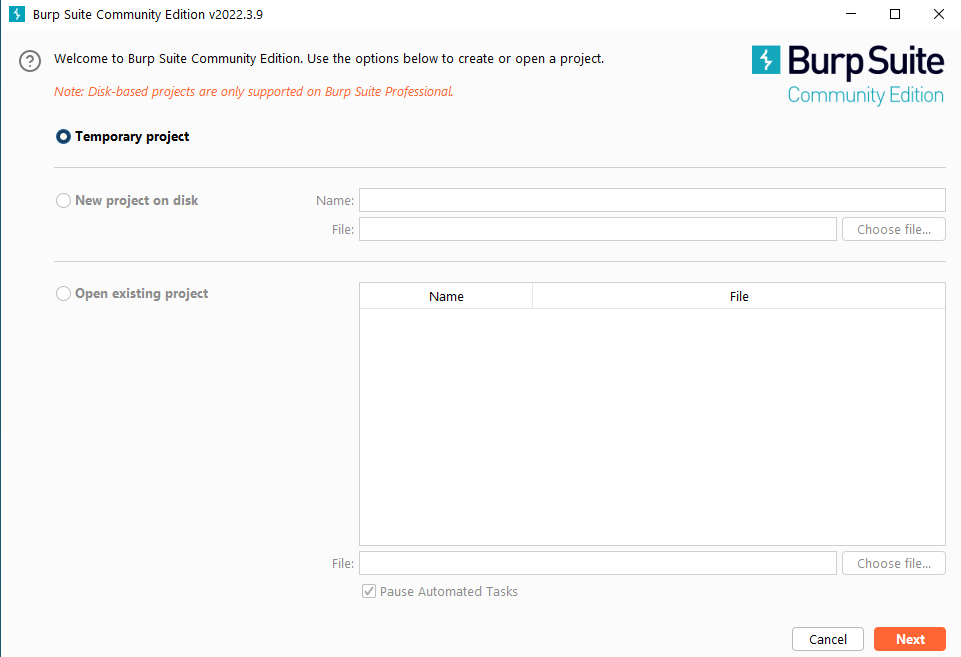 Burp Suite Community Edition v2022.3.9
Welcome to Burp Suite Community Edition. Use the options below to create or open a project.
Note: Disk-based projects are only supported on Burp Suite Professional.
Burp Suite
Community Edition
Temporary project
New project on disk
Name:
File:
Choose file...
Open existing project
Name File
File:
Choose file...
Pause Automated Tasks
Cancel Next